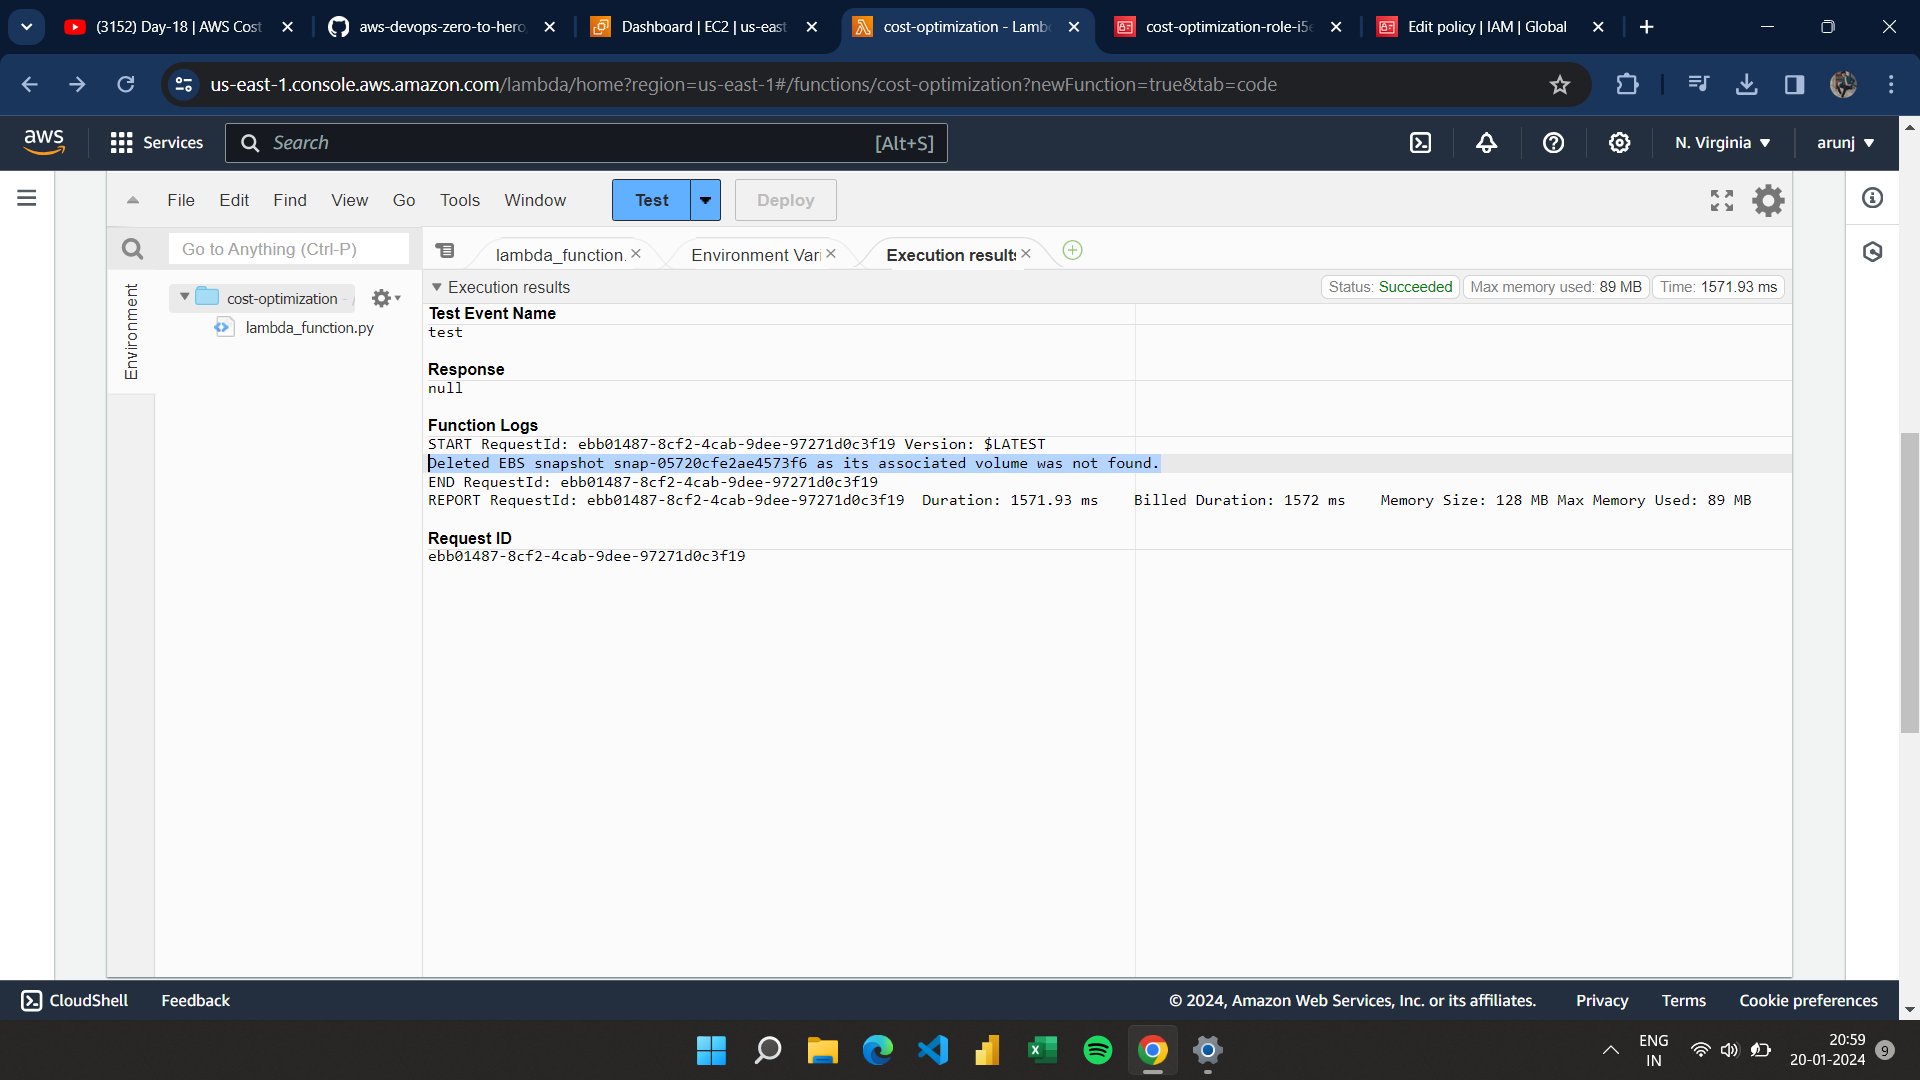 (3152) Day-18 | AWS Cost
aws-devops-zero-to-hero
Dashboard | EC2 | us-east
cost-optimization - Lamb
cost-optimization-role-i5
Edit policy | IAM | Global
us-east-1.console.aws.amazon.com/lambda/home?region=us-east-1#/functions/cost-optimization?newFunction=true&tab=code
aws
Services
Search
[Alt+S]
N. Virginia
arunj
File Edit Find View Go Tools Window
Test
Deploy
Go to Anything (Ctrl-P)
lambda_function.
Environment Vari
Execution results
Environment
cost-optimization - /
lambda_function.py
Execution results
Status: Succeeded
Max memory used: 89 MB
Time: 1571.93 ms
Test Event Name
test
Response
null
Function Logs
START RequestId: ebb01487-8cf2-4cab-9dee-97271d0c3f19 Version: $LATEST
Deleted EBS snapshot snap-05720cfe2ae4573f6 as its associated volume was not found.
END RequestId: ebb01487-8cf2-4cab-9dee-97271d0c3f19
REPORT RequestId: ebb01487-8cf2-4cab-9dee-97271d0c3f19 Duration: 1571.93 ms Billed Duration: 1572 ms Memory Size: 128 MB Max Memory Used: 89 MB
Request ID
ebb01487-8cf2-4cab-9dee-97271d0c3f19
CloudShell
Feedback
© 2024, Amazon Web Services, Inc. or its affiliates.
Privacy
Terms
Cookie preferences
ENG
IN
20:59
20-01-2024
9